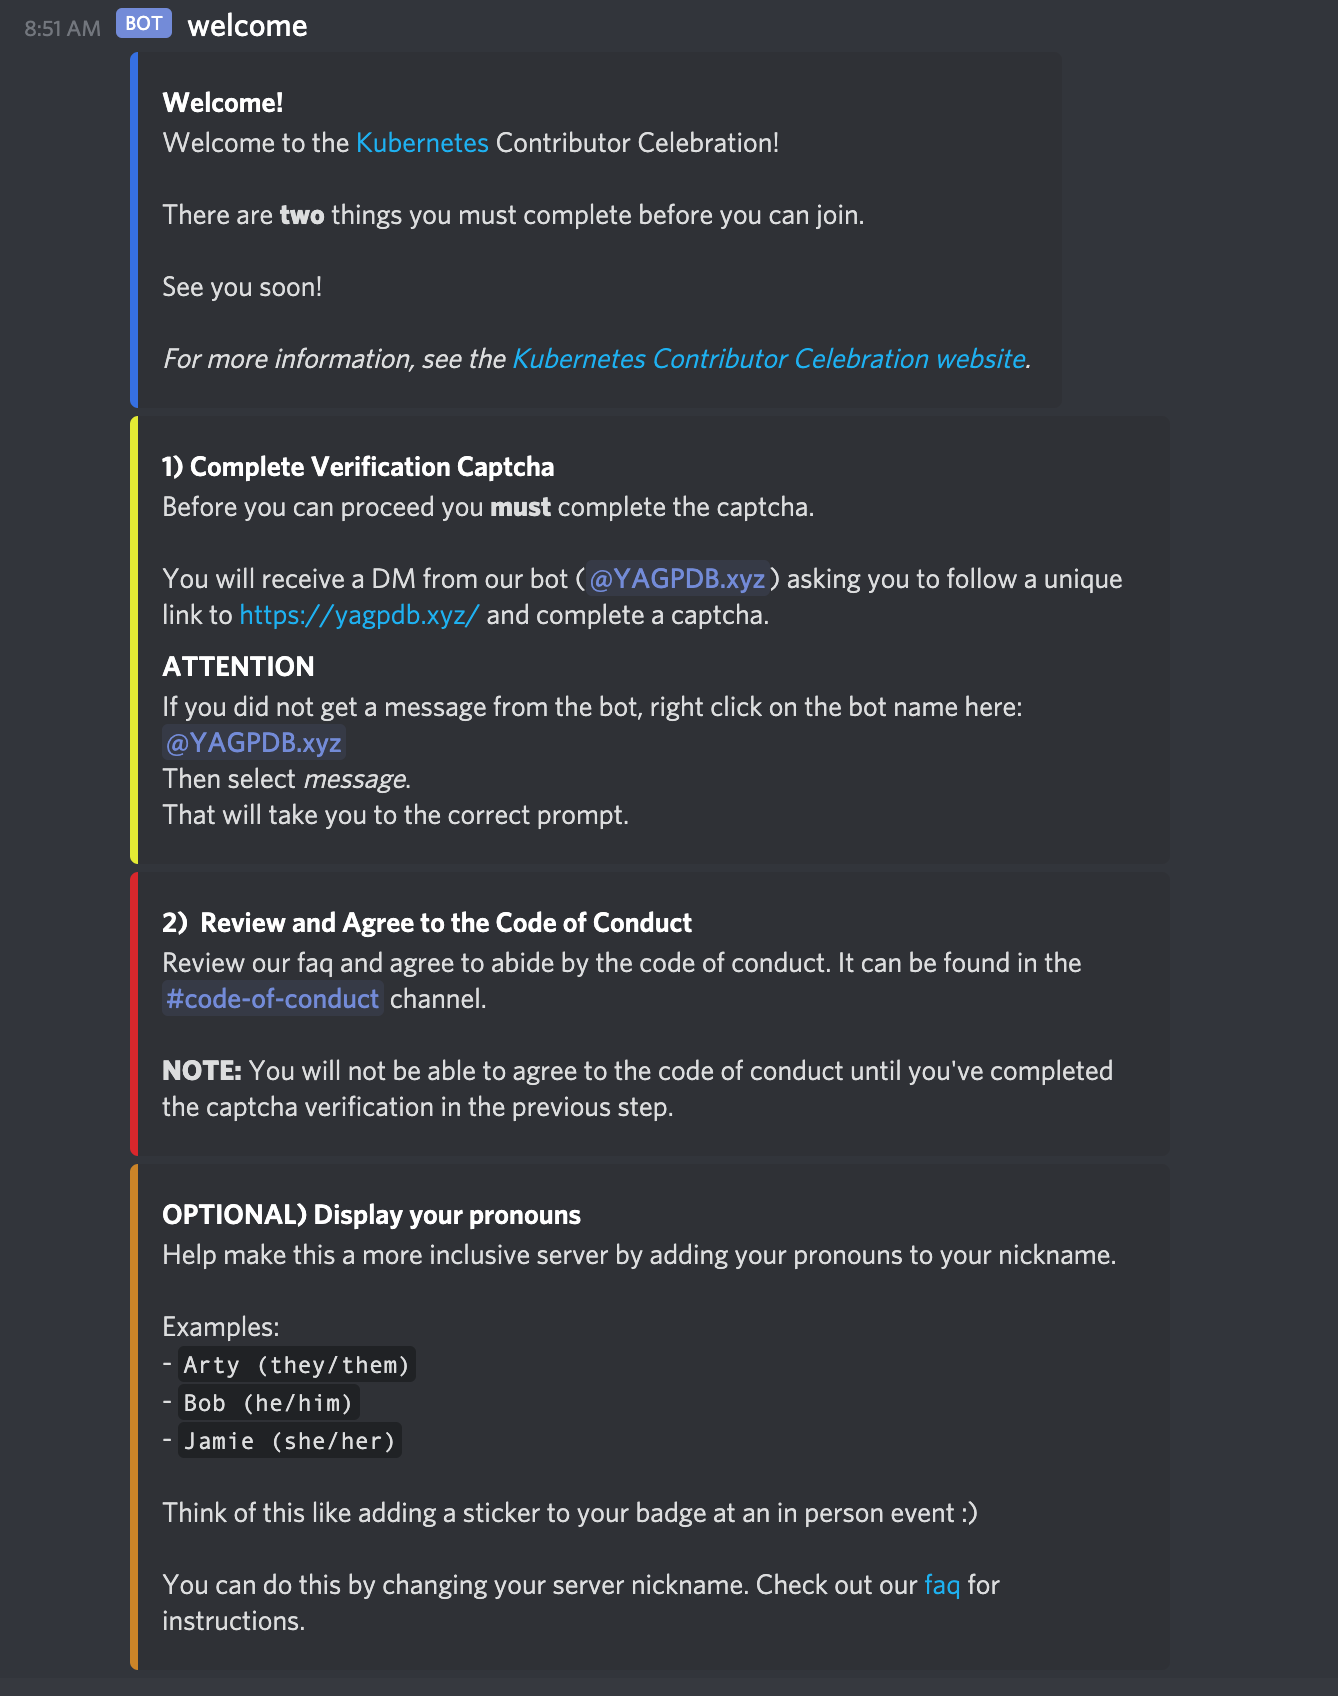 8:51 AM BOT welcome
Welcome!
Welcome to the Kubernetes Contributor Celebration!
There are two things you must complete before you can join.
See you soon!
For more information, see the Kubernetes Contributor Celebration website.
1) Complete Verification Captcha
Before you can proceed you must complete the captcha.
You will receive a DM from our bot (@YAGPDB.xyz) asking you to follow a unique
link to https://yagpdb.xyz/ and complete a captcha.
ATTENTION
If you did not get a message from the bot, right click on the bot name here:
@YAGPDB.xyz
Then select message.
That will take you to the correct prompt.
2) Review and Agree to the Code of Conduct
Review our faq and agree to abide by the code of conduct. It can be found in the
#code-of-conduct channel.
NOTE: You will not be able to agree to the code of conduct until you've completed
the captcha verification in the previous step.
OPTIONAL) Display your pronouns
Help make this a more inclusive server by adding your pronouns to your nickname.
Examples:
- Arty (they/them)
- Bob (he/him)
- Jamie (she/her)
Think of this like adding a sticker to your badge at an in person event :)
You can do this by changing your server nickname. Check out our faq for
instructions.